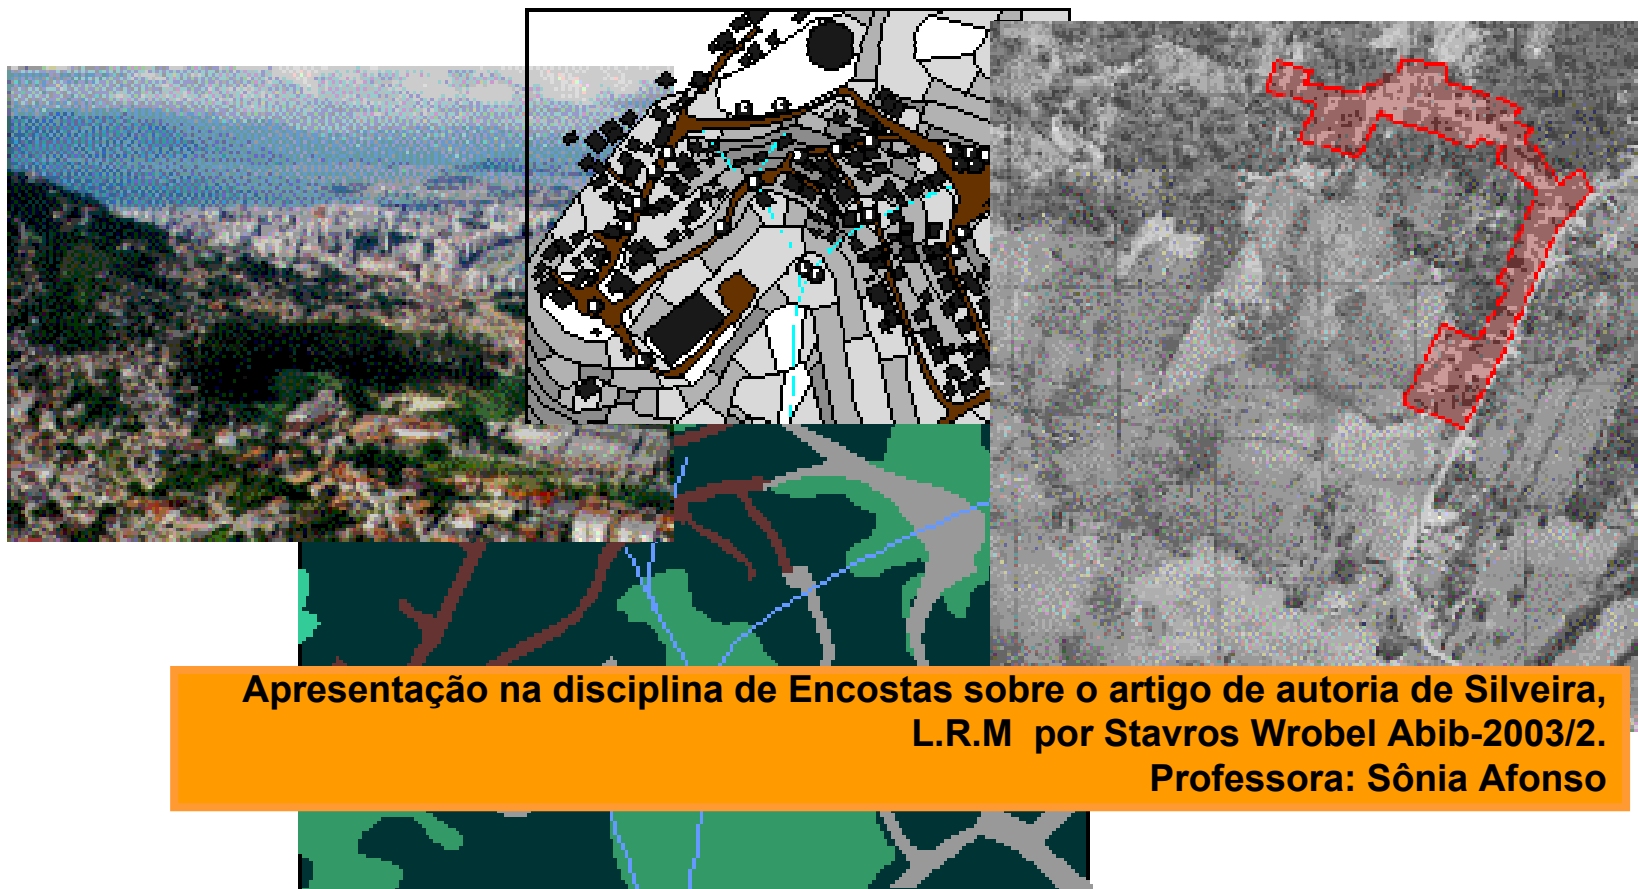 Apresentação na disciplina de Encostas sobre o artigo de autoria de Silveira,
L.R.M  por Stavros Wrobel Abib-2003/2.
Professora: Sônia Afonso